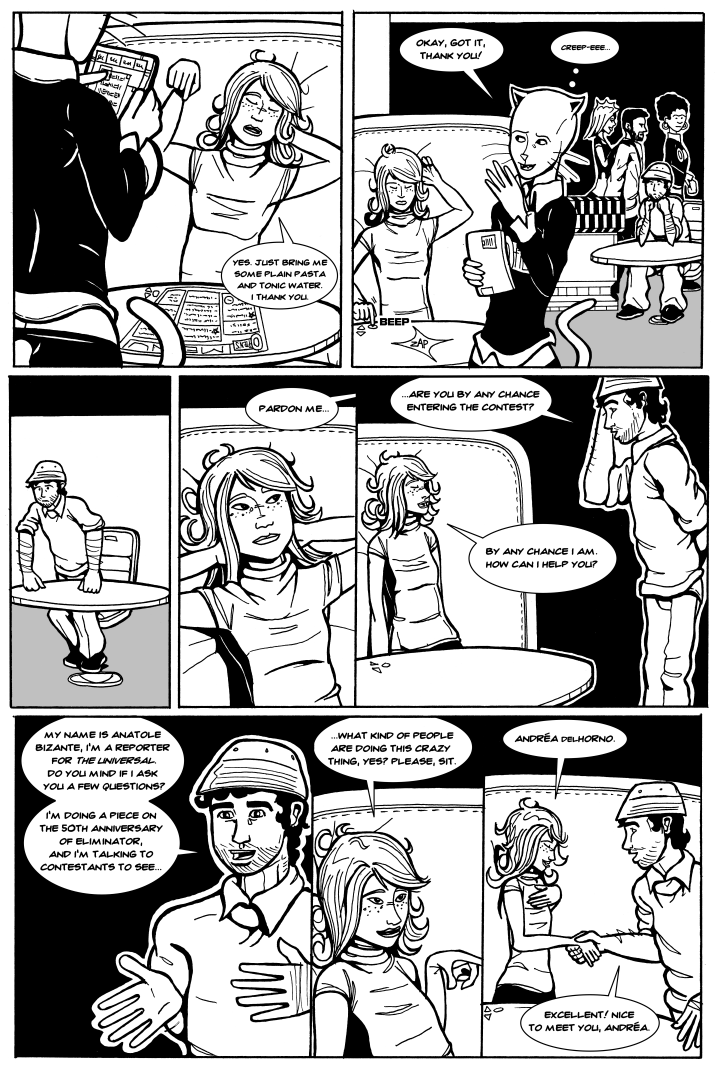 YES. JUST BRING ME
SOME PLAIN PASTA
AND TONIC WATER.
I THANK YOU.
OKAY, GOT IT,
THANK YOU!
CREEP-EEE...
BEEP
ZAP
PARDON ME...
...ARE YOU BY ANY CHANCE
ENTERING THE CONTEST?
BY ANY CHANCE I AM.
HOW CAN I HELP YOU?
MY NAME IS ANATOLE
BIZANTE, I'M A REPORTER
FOR THE UNIVERSAL.
DO YOU MIND IF I ASK
YOU A FEW QUESTIONS?
I'M DOING A PIECE ON
THE 50TH ANNIVERSARY
OF ELIMINATOR,
AND I'M TALKING TO
CONTESTANTS TO SEE...
...WHAT KIND OF PEOPLE
ARE DOING THIS CRAZY
THING, YES? PLEASE, SIT.
ANDRÉA DELHORNO.
EXCELLENT! NICE
TO MEET YOU, ANDRÉA.